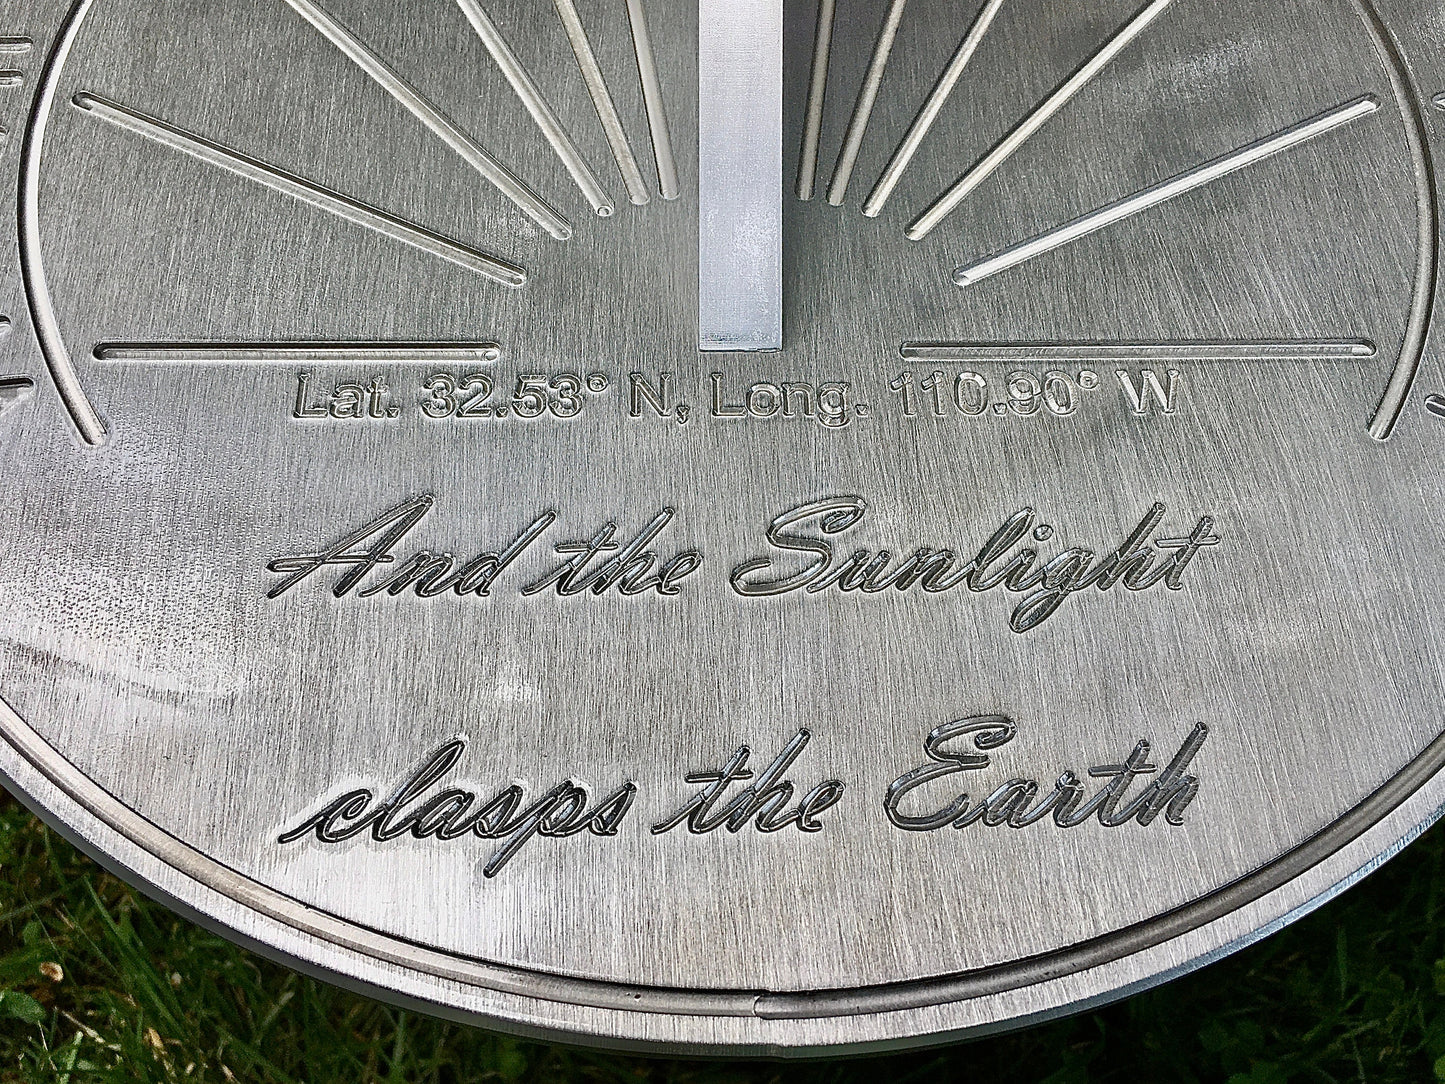 Lat. 32.53° N, Long. 110.90° W
And the Sunlight
clasps the Earth